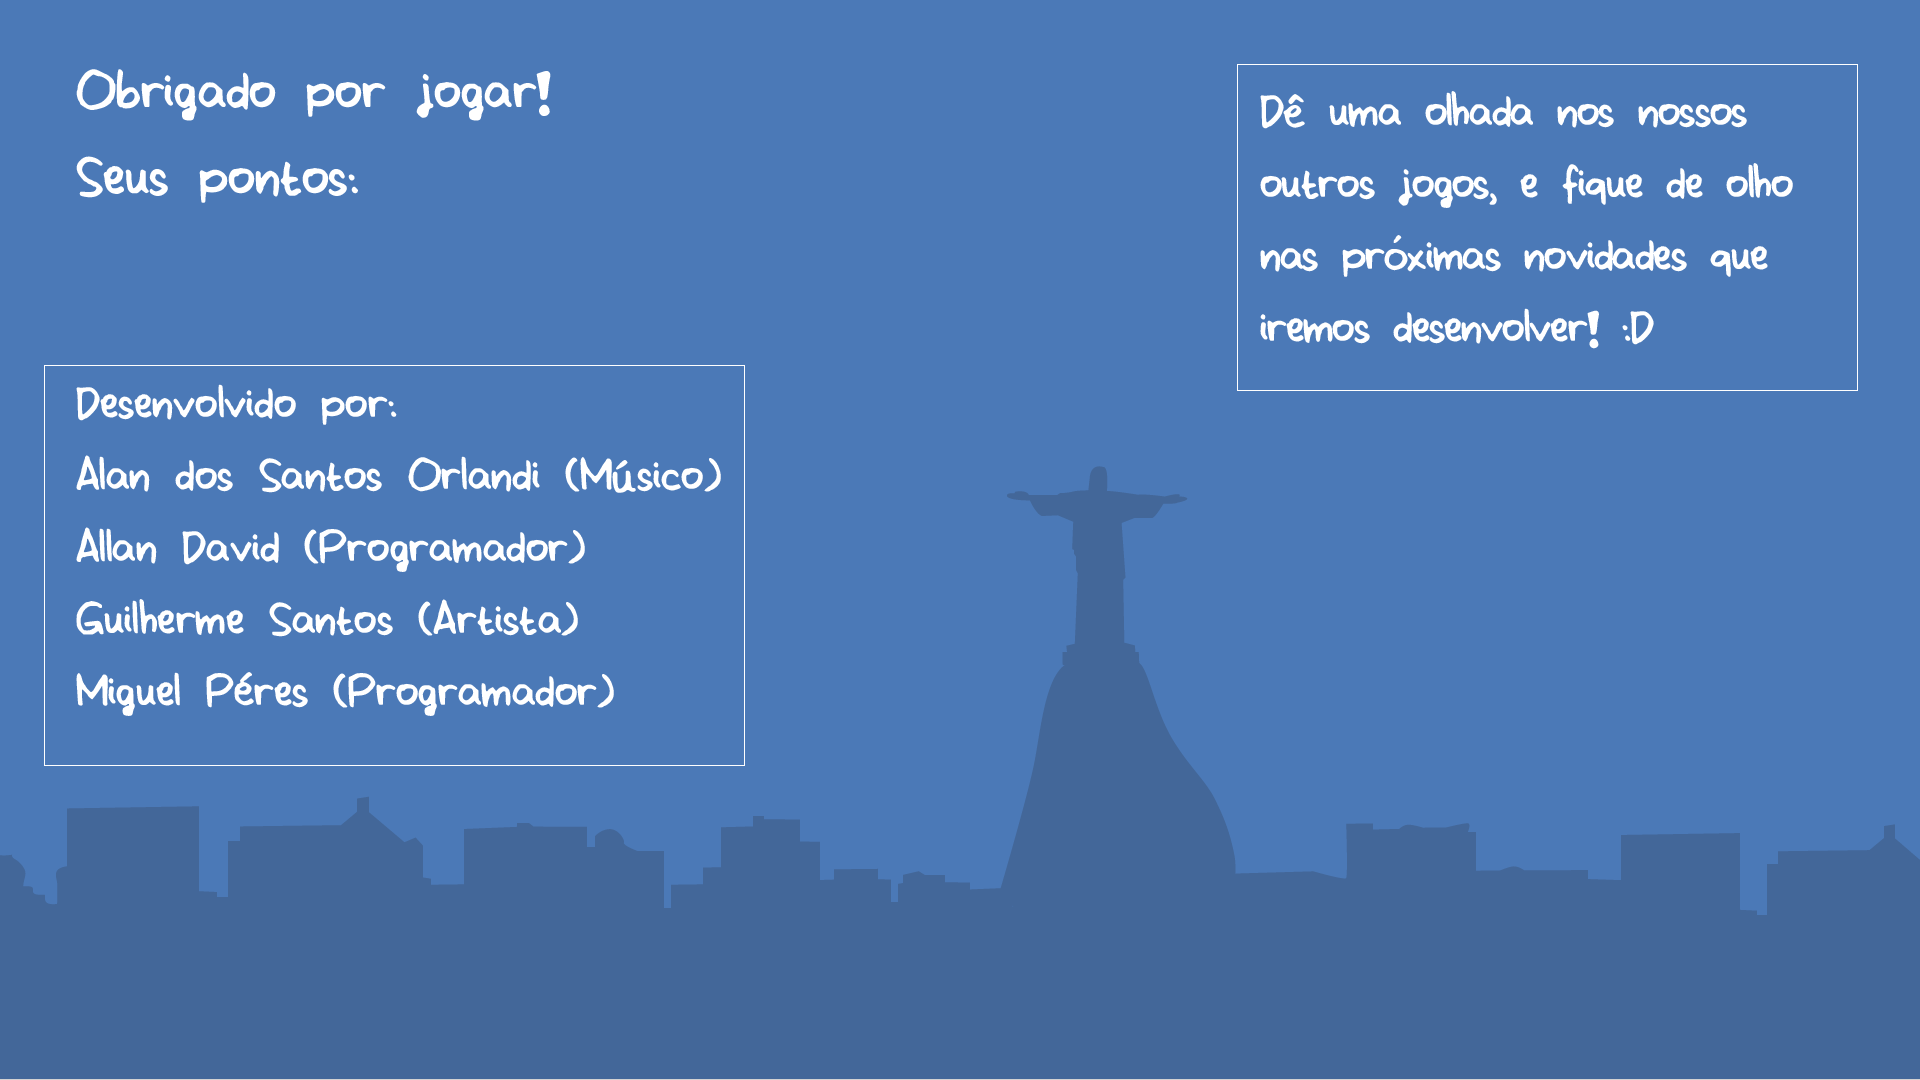 Obrigado por jogar!
Seus pontos:
Dê uma olhada nos nossos
outros jogos, e fique de olho
nas próximas novidades que
iremos desenvolver! :D
Desenvolvido por:
Alan dos Santos Orlandi (Músico)
Allan David (Programador)
Guilherme Santos (Artista)
Miguel Péres (Programador)